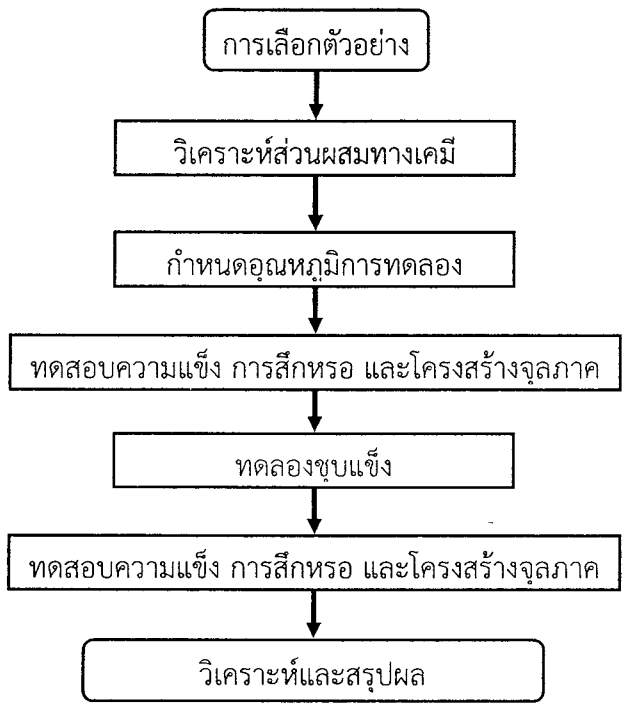 การเลือกตัวอย่าง
วิเคราะห์ส่วนผสมทางเคมี
กำหนดอุณหภูมิการทดลอง
ทดสอบความแข็ง การสึกหรอ และโครงสร้างจุลภาค
ทดลองชุบแข็ง
ทดสอบความแข็ง การสึกหรอ และโครงสร้างจุลภาค
วิเคราะห์และสรุปผล